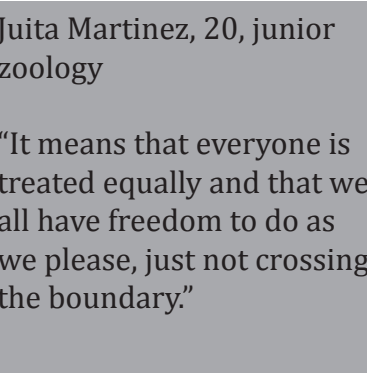 Juita Martinez, 20, junior
zoology
“It means that everyone is
treated equally and that we
all have freedom to do as
we please, just not crossing
the boundary.”